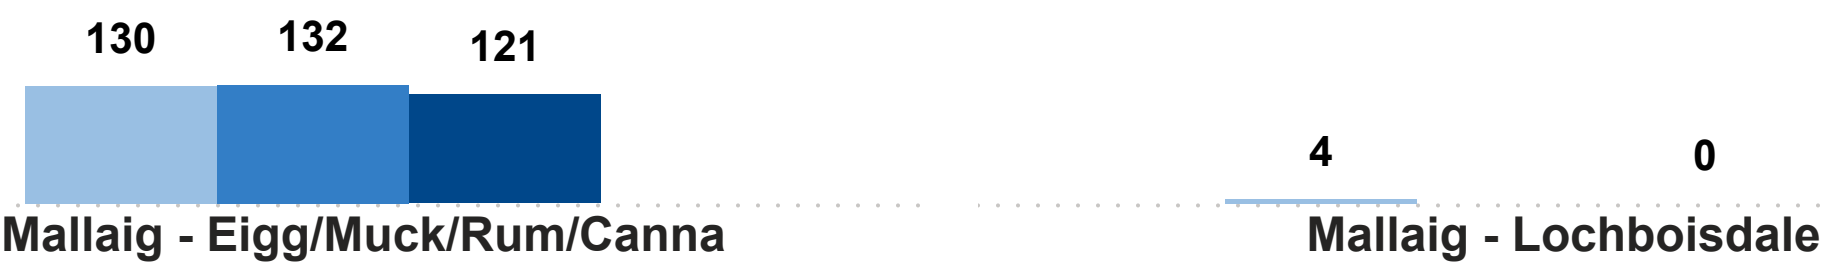 130 132 121
4 0
Mallaig - Eigg/Muck/Rum/Canna
Mallaig - Lochboisdale